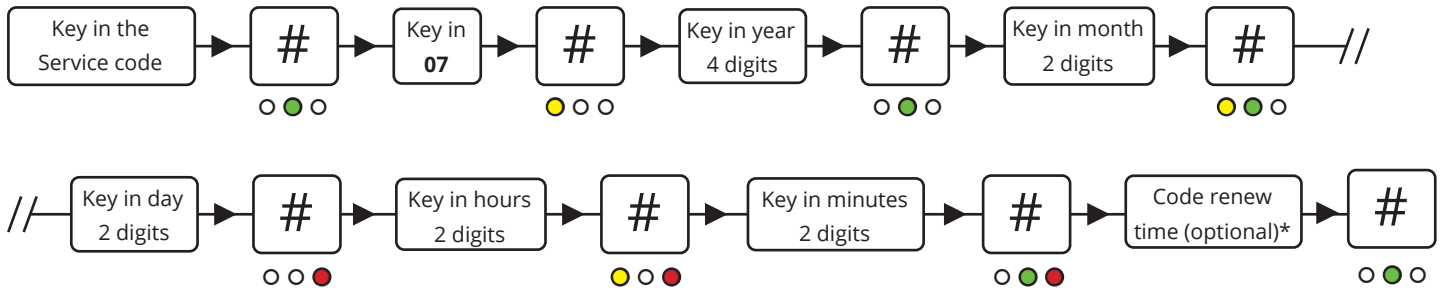 Key in the
Service code
#
Key in
07
#
Key in year
4 digits
#
Key in month
2 digits
#
//
//
Key in day
2 digits
#
Key in hours
2 digits
#
Key in minutes
2 digits
#
Code renew
time (optional)*
#